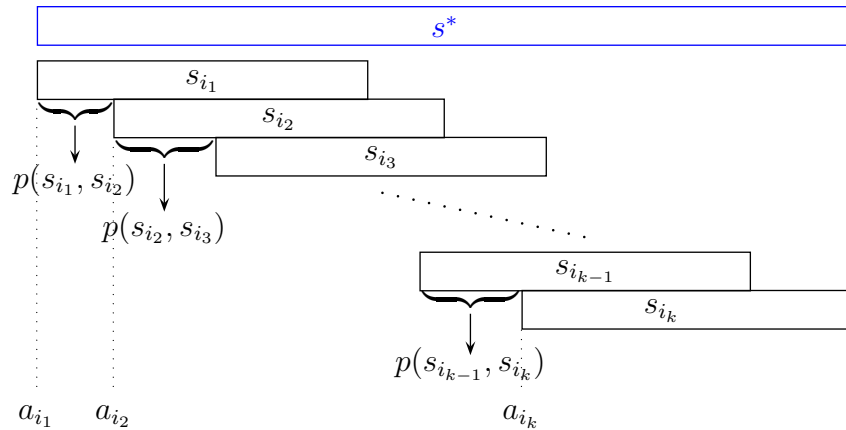 s*
s_{i_1}
s_{i_2}
s_{i_3}
p(s_{i_1}, s_{i_2})
p(s_{i_2}, s_{i_3})
s_{i_{k-1}}
s_{i_k}
p(s_{i_{k-1}}, s_{i_k})
a_{i_1} a_{i_2} a_{i_k}